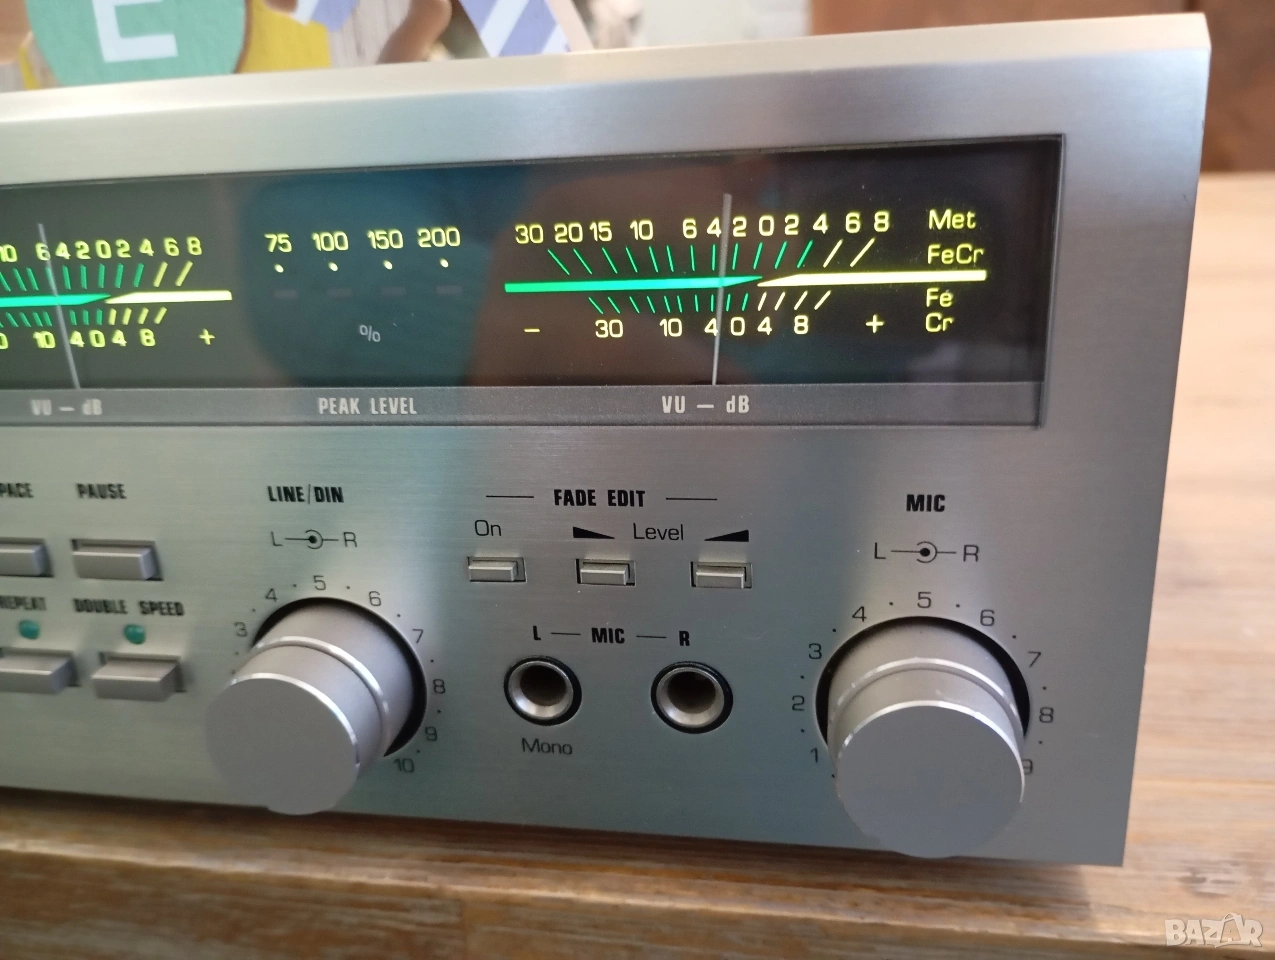 E
10 6 4 2 0 2 4 6 8
75 100 150 200
30 20 15 10 6 4 2 0 2 4 6 8 Met
FeCr
Fe
10 4 0 4 8 +
%
− 30 10 4 0 4 8 + Cr
VU — dB
PEAK LEVEL
VU — dB
PAUSE
LINE/DIN
FADE EDIT
MIC
On
Level
L R
L R
REPEAT
DOUBLE SPEED
3 4 5 6 7 8 9 10
L — MIC — R
Mono
1 2 3 4 5 6 7 8 9
BAZAR